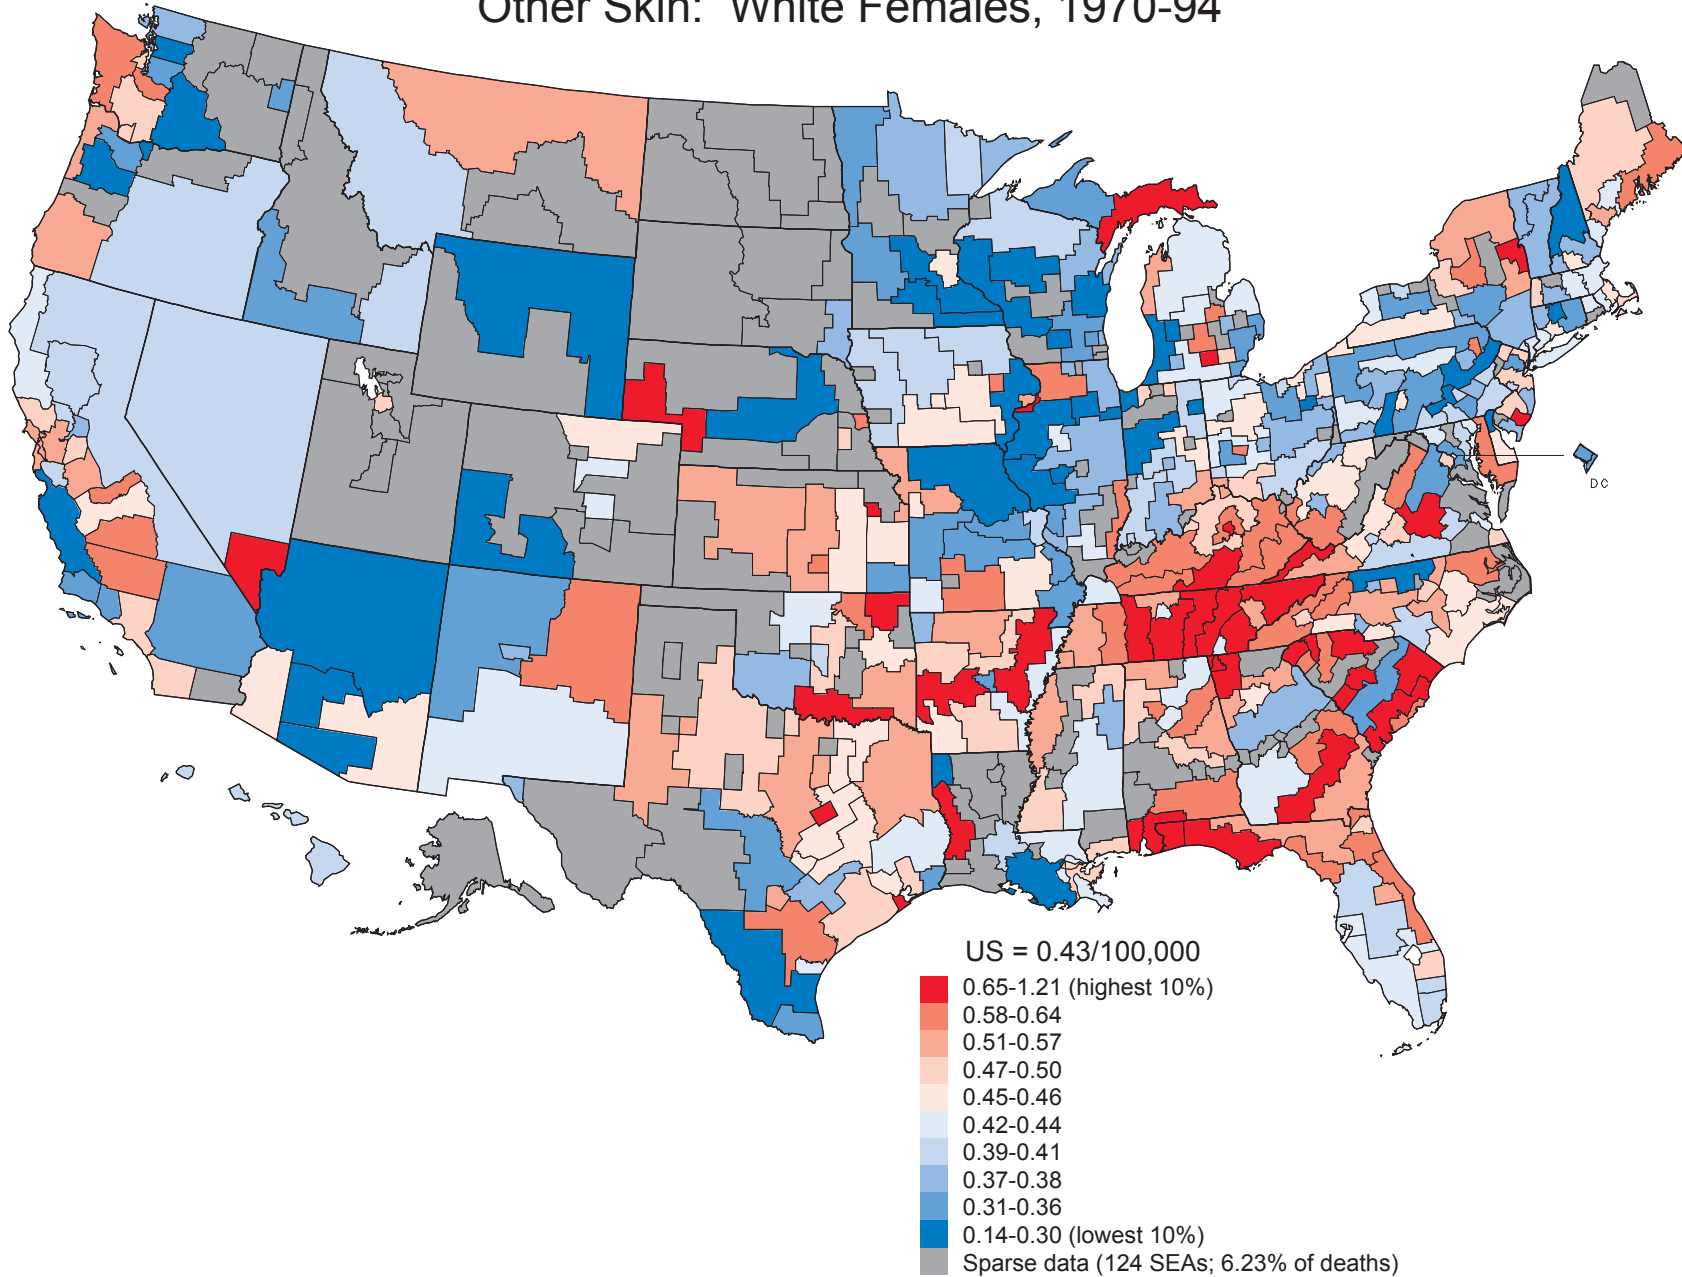 Other Skin: White Females, 1970-94
DC
US = 0.43/100,000
0.65-1.21 (highest 10%)
0.58-0.64
0.51-0.57
0.47-0.50
0.45-0.46
0.42-0.44
0.39-0.41
0.37-0.38
0.31-0.36
0.14-0.30 (lowest 10%)
Sparse data (124 SEAs; 6.23% of deaths)